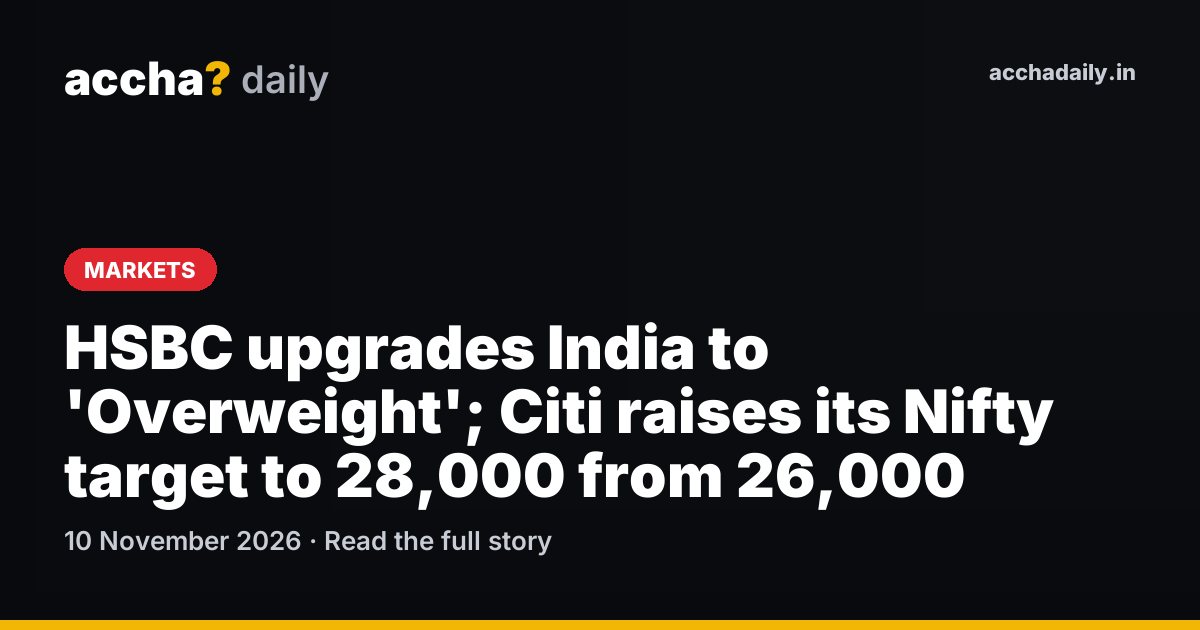 accha? daily
acchadaily.in
MARKETS
HSBC upgrades India to
'Overweight'; Citi raises its Nifty
target to 28,000 from 26,000
10 November 2026 · Read the full story